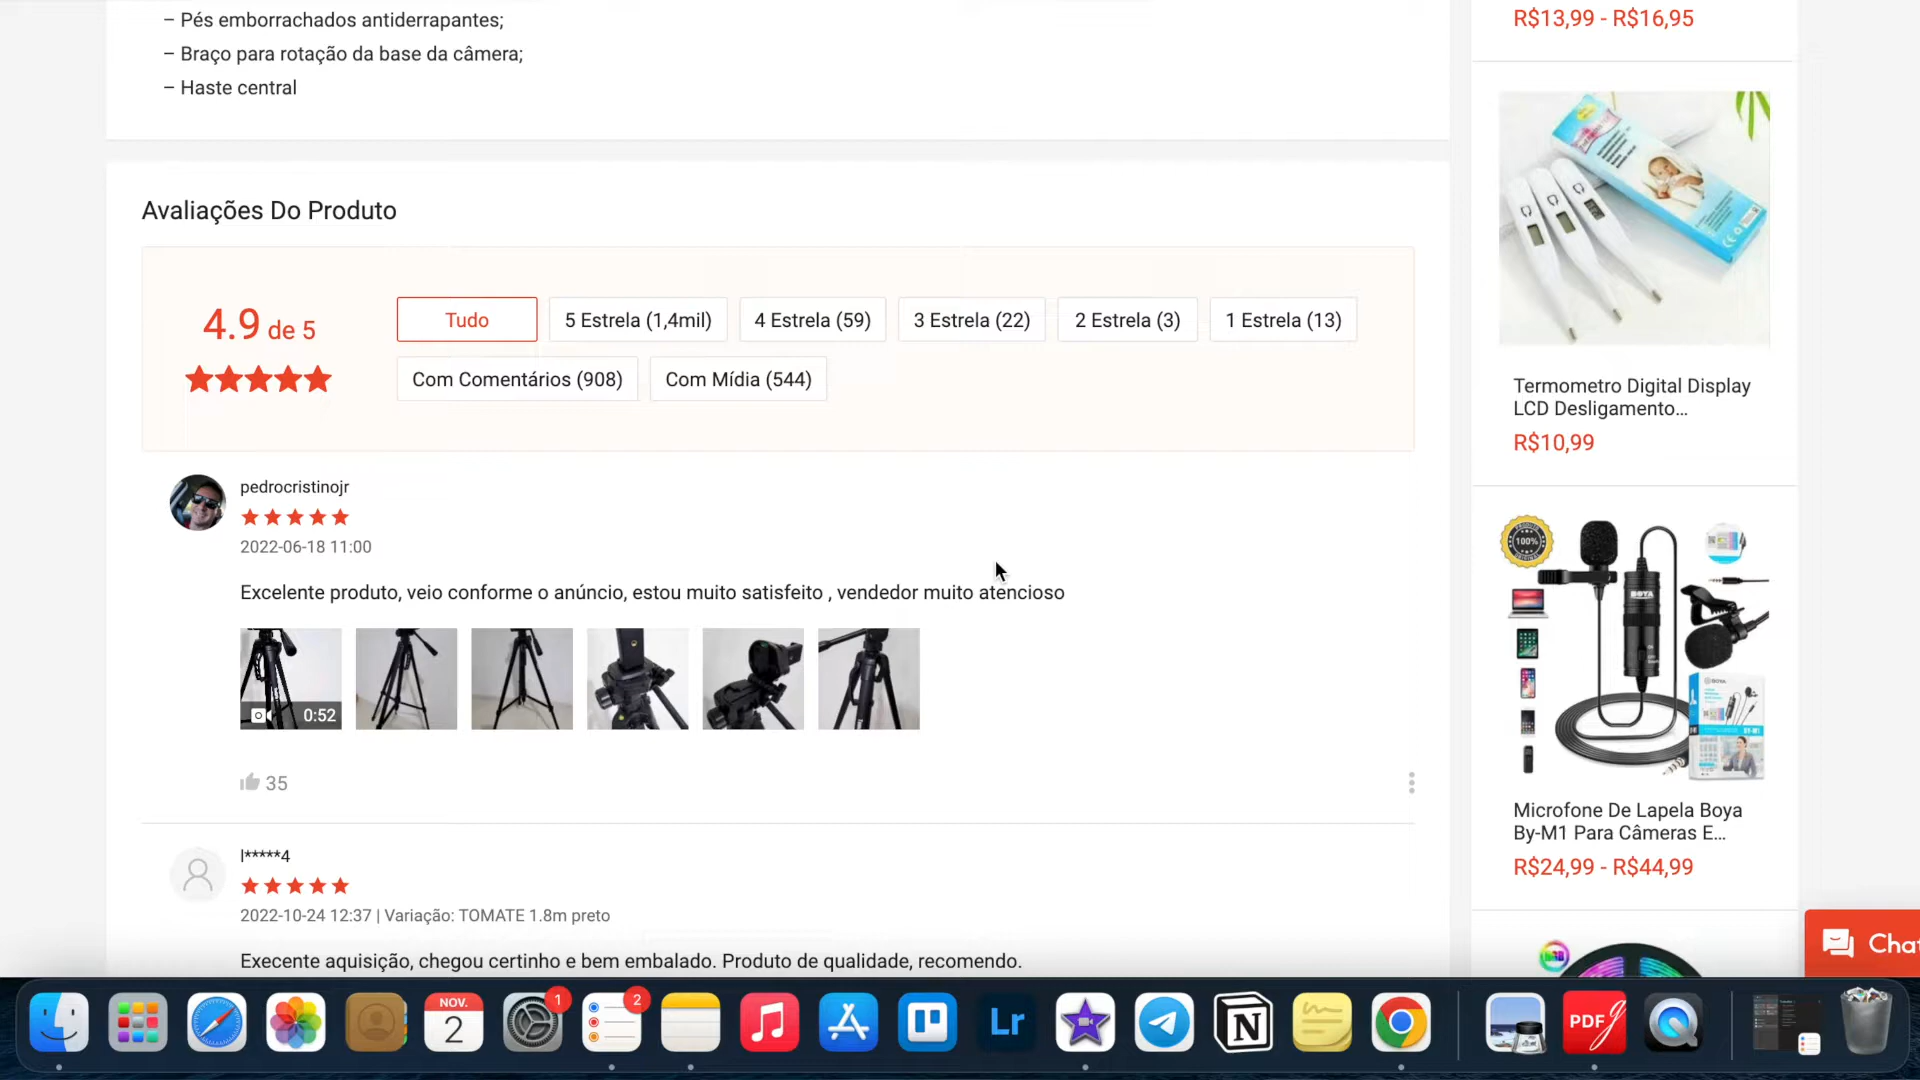 – Pés emborrachados antiderrapantes;
– Braço para rotação da base da câmera;
– Haste central
Avaliações Do Produto
4.9 de 5
Tudo
5 Estrela (1,4mil)
4 Estrela (59)
3 Estrela (22)
2 Estrela (3)
1 Estrela (13)
Com Comentários (908)
Com Mídia (544)
pedrocristinojr
2022-06-18 11:00
Excelente produto, veio conforme o anúncio, estou muito satisfeito , vendedor muito atencioso
0:52
35
l*****4
2022-10-24 12:37 | Variação: TOMATE 1.8m preto
Execente aquisição, chegou certinho e bem embalado. Produto de qualidade, recomendo.
R$13,99 - R$16,95
Termometro Digital Display
LCD Desligamento...
R$10,99
100%
BOYA
BOYA
BY-M1
Microfone De Lapela Boya
By-M1 Para Câmeras E...
R$24,99 - R$44,99
Chat
NOV.
2
1
2
Lr
PDF